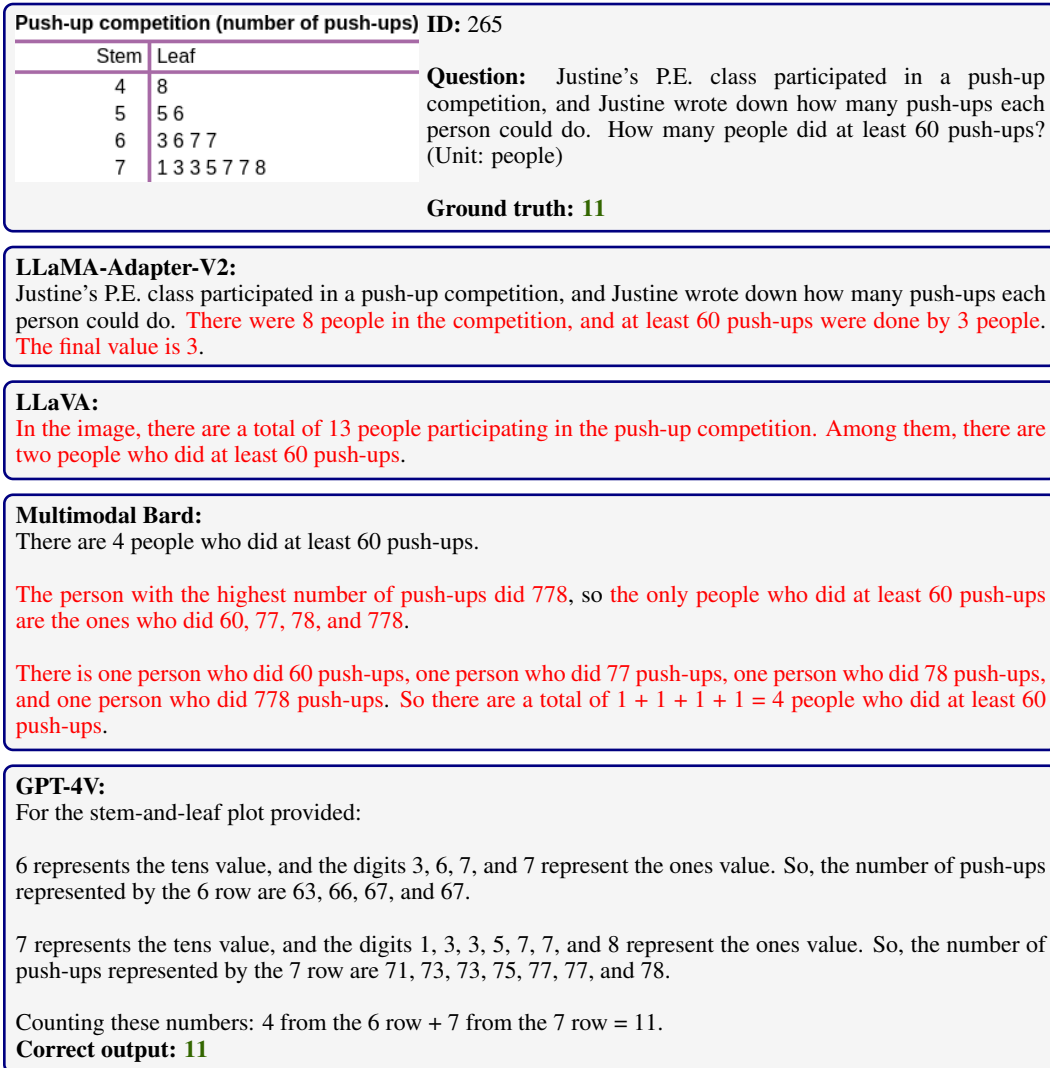 Push-up competition (number of push-ups)
Stem Leaf
4 8
5 5 6
6 3 6 7 7
7 1 3 3 5 7 7 8
ID: 265
Question: Justine's P.E. class participated in a push-up
competition, and Justine wrote down how many push-ups each
person could do. How many people did at least 60 push-ups?
(Unit: people)
Ground truth: 11
LLaMA-Adapter-V2:
Justine's P.E. class participated in a push-up competition, and Justine wrote down how many push-ups each
person could do. There were 8 people in the competition, and at least 60 push-ups were done by 3 people.
The final value is 3.
LLaVA:
In the image, there are a total of 13 people participating in the push-up competition. Among them, there are
two people who did at least 60 push-ups.
Multimodal Bard:
There are 4 people who did at least 60 push-ups.
The person with the highest number of push-ups did 778, so the only people who did at least 60 push-ups
are the ones who did 60, 77, 78, and 778.
There is one person who did 60 push-ups, one person who did 77 push-ups, one person who did 78 push-ups,
and one person who did 778 push-ups. So there are a total of 1 + 1 + 1 + 1 = 4 people who did at least 60
push-ups.
GPT-4V:
For the stem-and-leaf plot provided:
6 represents the tens value, and the digits 3, 6, 7, and 7 represent the ones value. So, the number of push-ups
represented by the 6 row are 63, 66, 67, and 67.
7 represents the tens value, and the digits 1, 3, 3, 5, 7, 7, and 8 represent the ones value. So, the number of
push-ups represented by the 7 row are 71, 73, 73, 75, 77, 77, and 78.
Counting these numbers: 4 from the 6 row + 7 from the 7 row = 11.
Correct output: 11